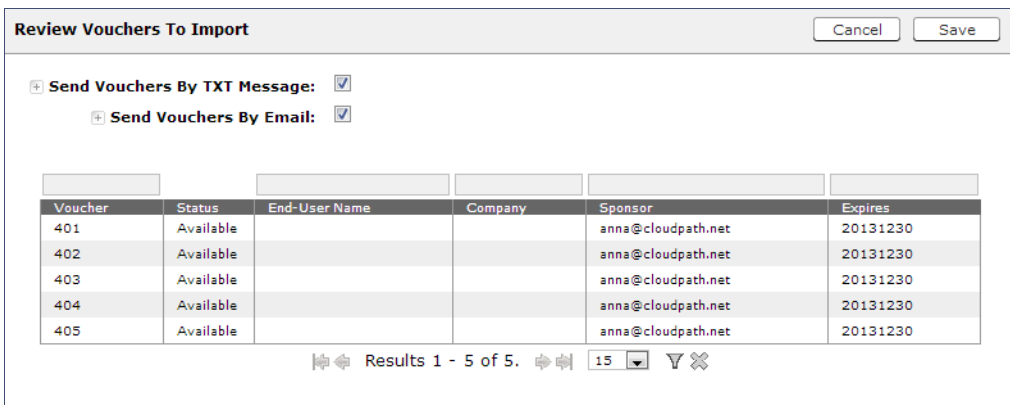 Review Vouchers To Import Cancel Save
Send Vouchers By TXT Message:
Send Vouchers By Email:
Voucher Status End-User Name Company Sponsor Expires
401 Available anna@cloudpath.net 20131230
402 Available anna@cloudpath.net 20131230
403 Available anna@cloudpath.net 20131230
404 Available anna@cloudpath.net 20131230
405 Available anna@cloudpath.net 20131230
Results 1 - 5 of 5. 15